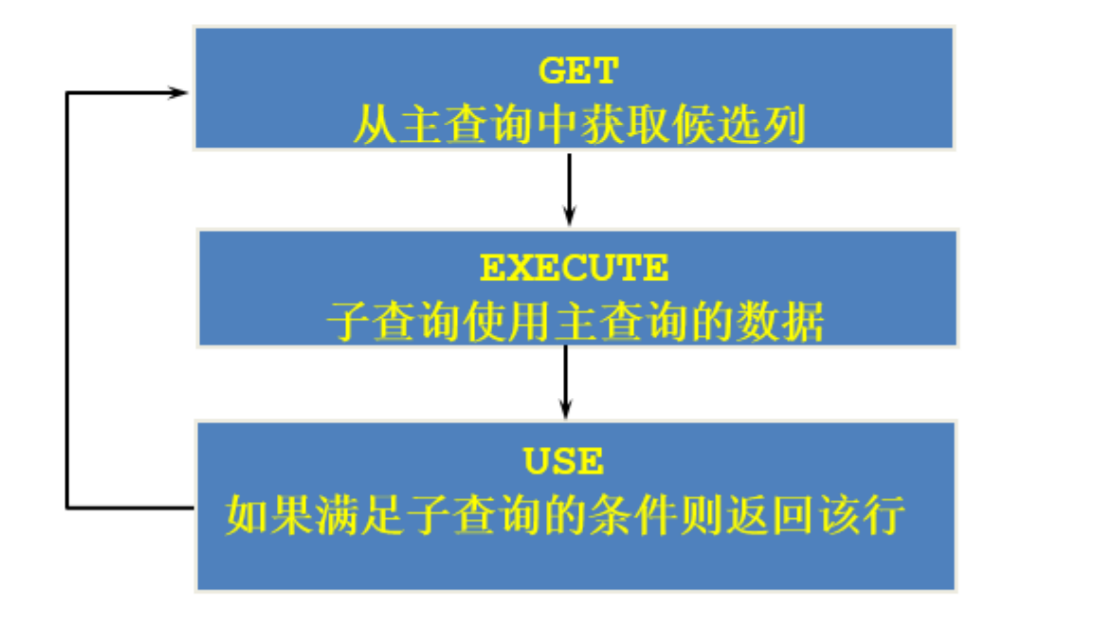 GET
从主查询中获取候选列
EXECUTE
子查询使用主查询的数据
USE
如果满足子查询的条件则返回该行